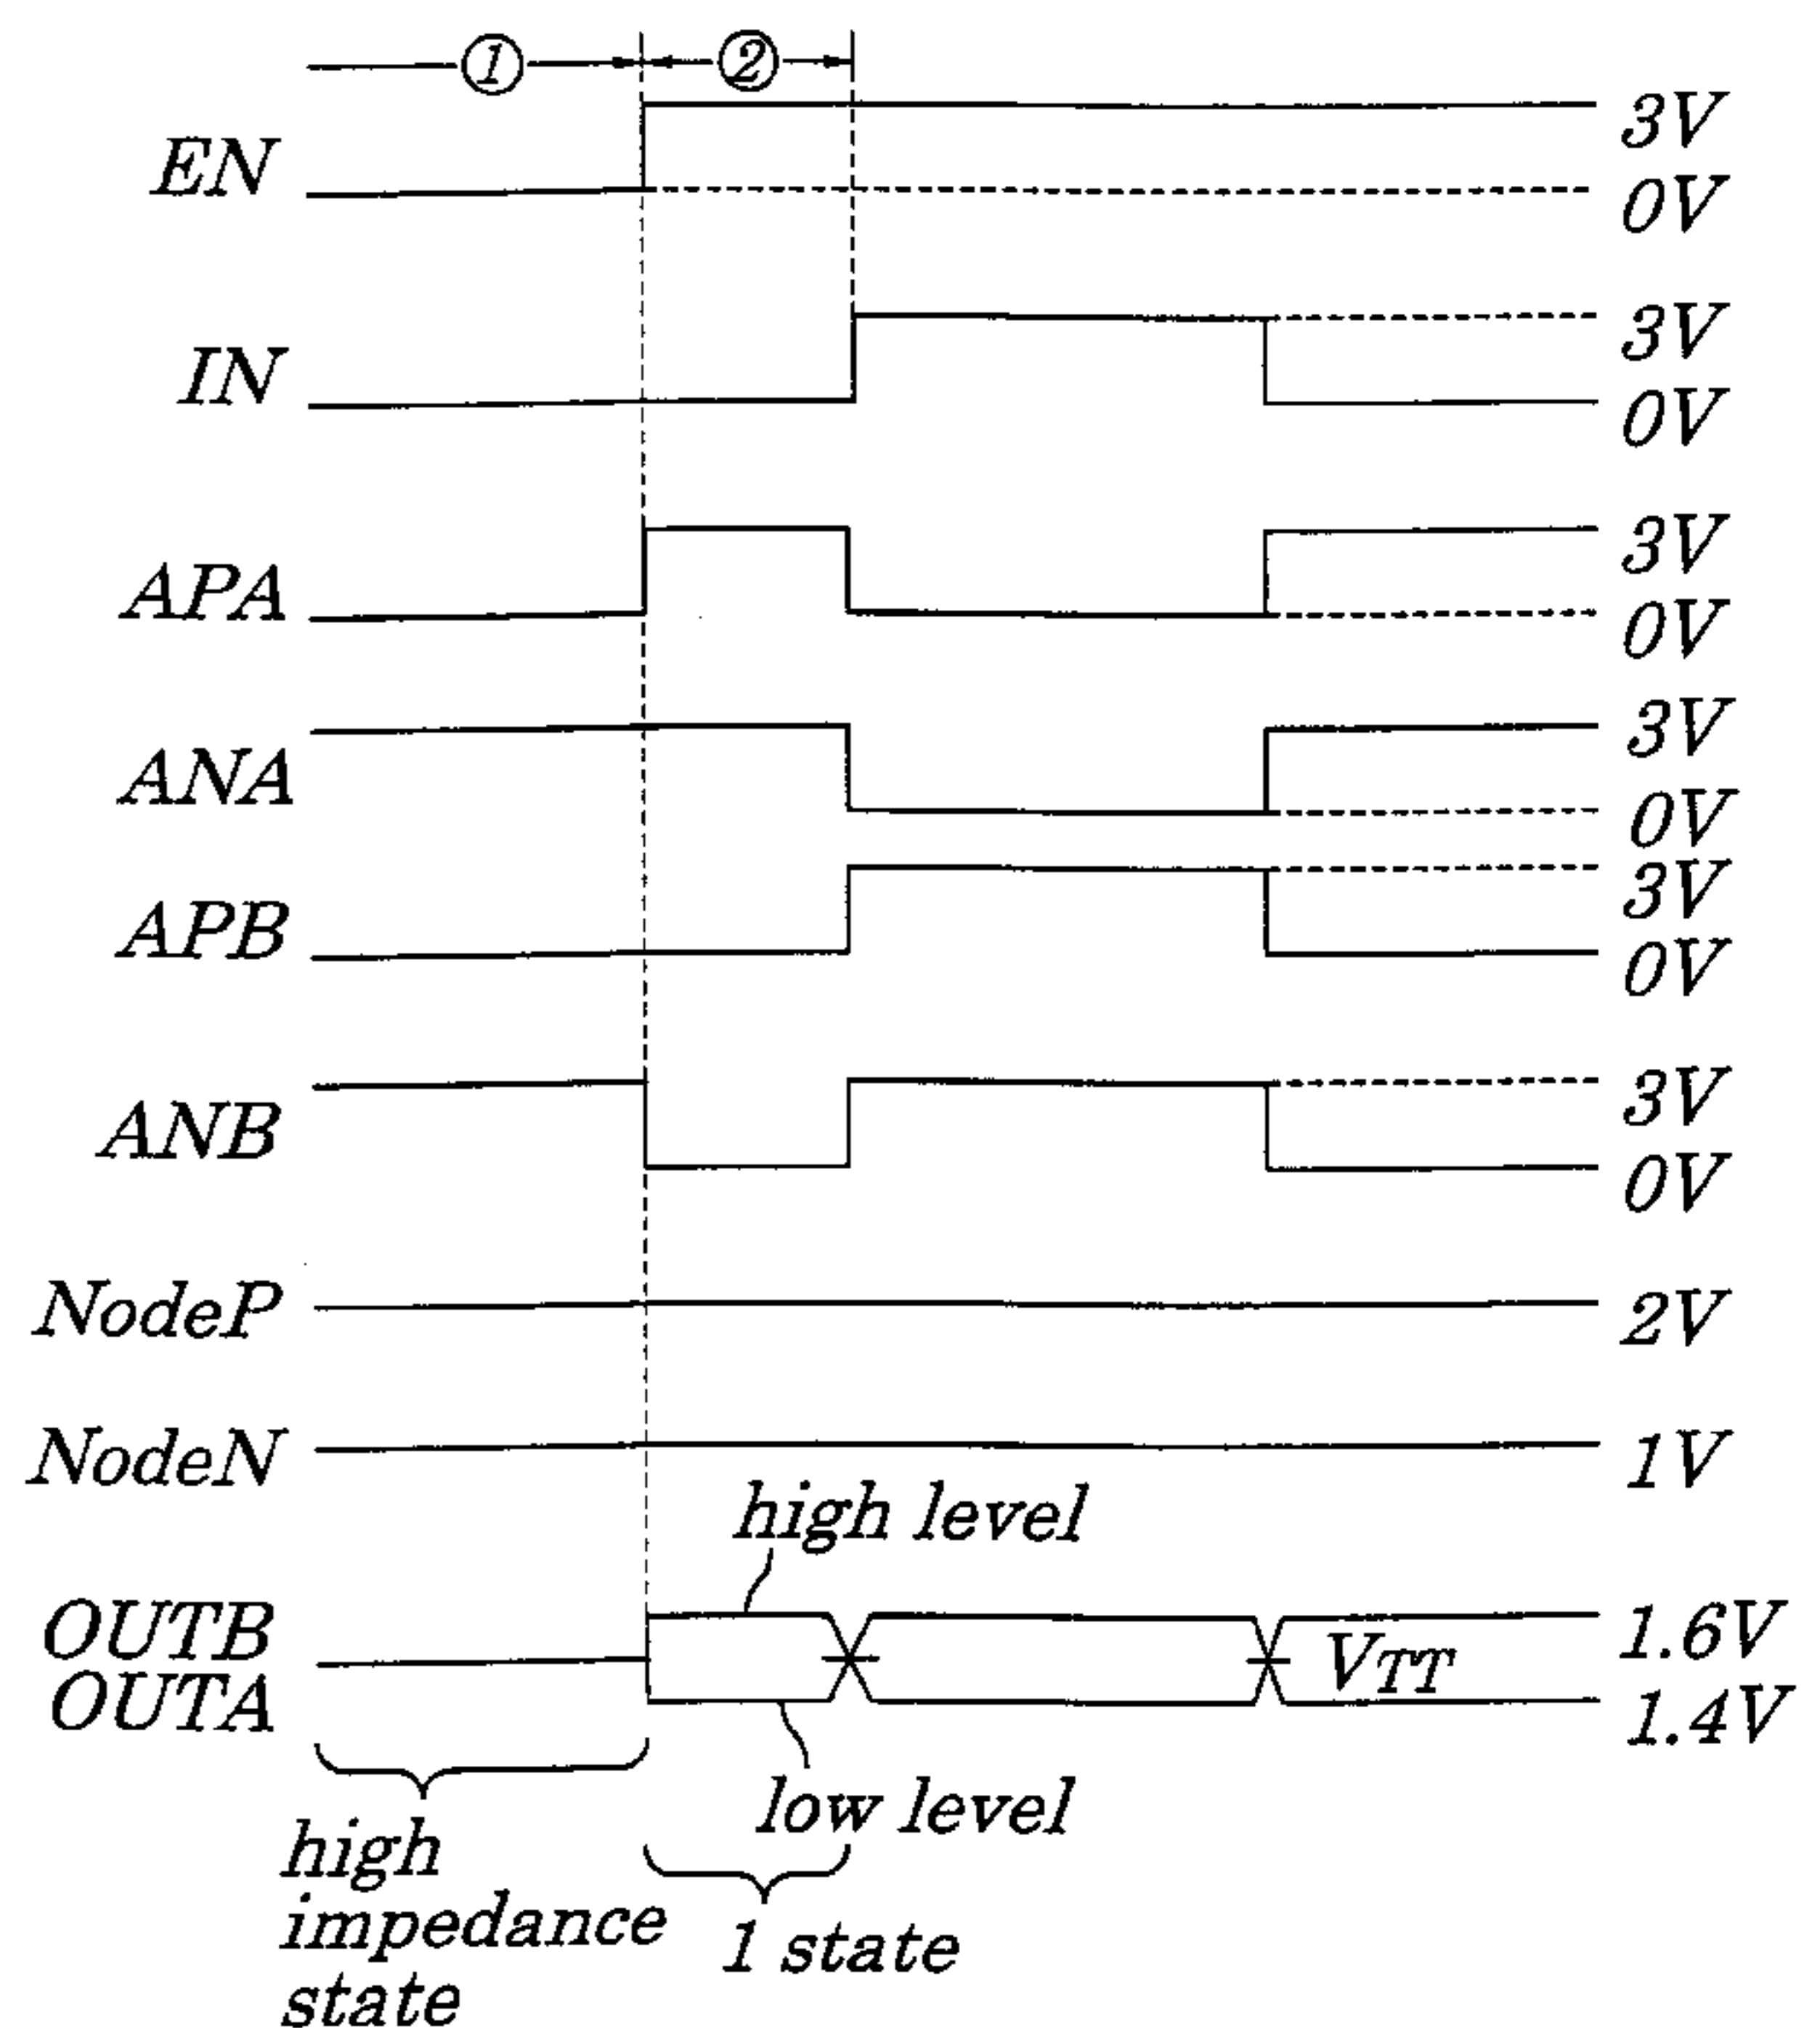 ① ②
EN 3V
0V
IN 3V
0V
APA 3V
0V
ANA 3V
0V
APB 3V
0V
ANB 3V
0V
NodeP 2V
NodeN 1V
high level
OUTB 1.6V
VTT
OUTA 1.4V
low level
high
impedance
state
1 state